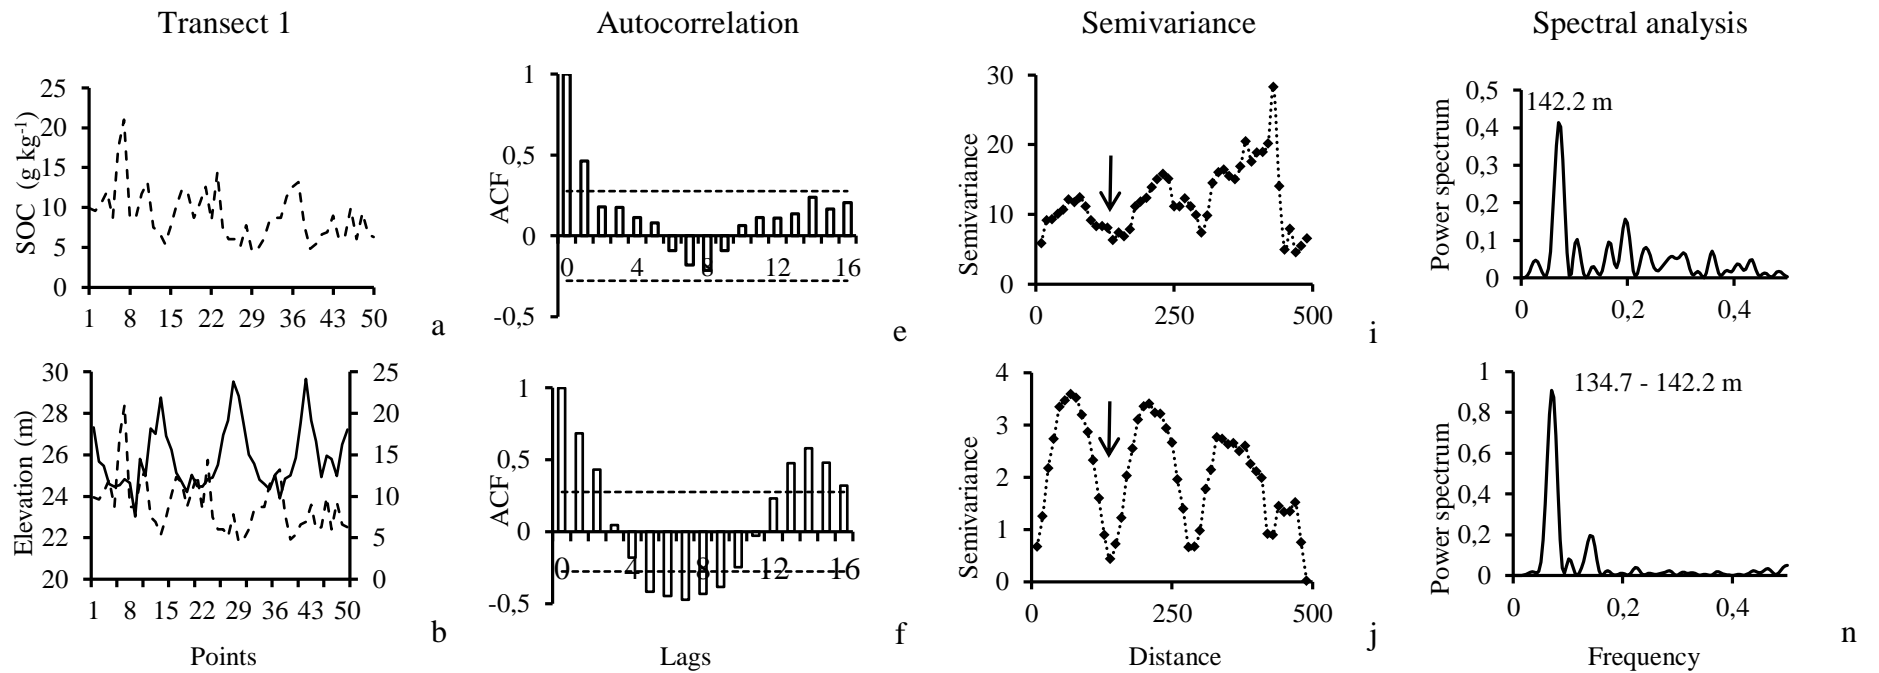 Transect 1
Autocorrelation
Semivariance
Spectral analysis
SOC (g kg-1)
25
20
15
10
5
0
1 8 15 22 29 36 43 50
a
ACF
1
0,5
0
-0,5
0 4 8 12 16
e
Semivariance
30
20
10
0
0 250 500
i
Power spectrum
0,5
0,4
0,3
0,2
0,1
0
142.2 m
0 0,2 0,4
Elevation (m)
30
28
26
24
22
20
25
20
15
10
5
0
1 8 15 22 29 36 43 50
b
Points
ACF
1
0,5
0
-0,5
0 4 8 12 16
f
Lags
Semivariance
4
3
2
1
0
0 250 500
j
Distance
Power spectrum
1
0,8
0,6
0,4
0,2
0
134.7 - 142.2 m
0 0,2 0,4
n
Frequency